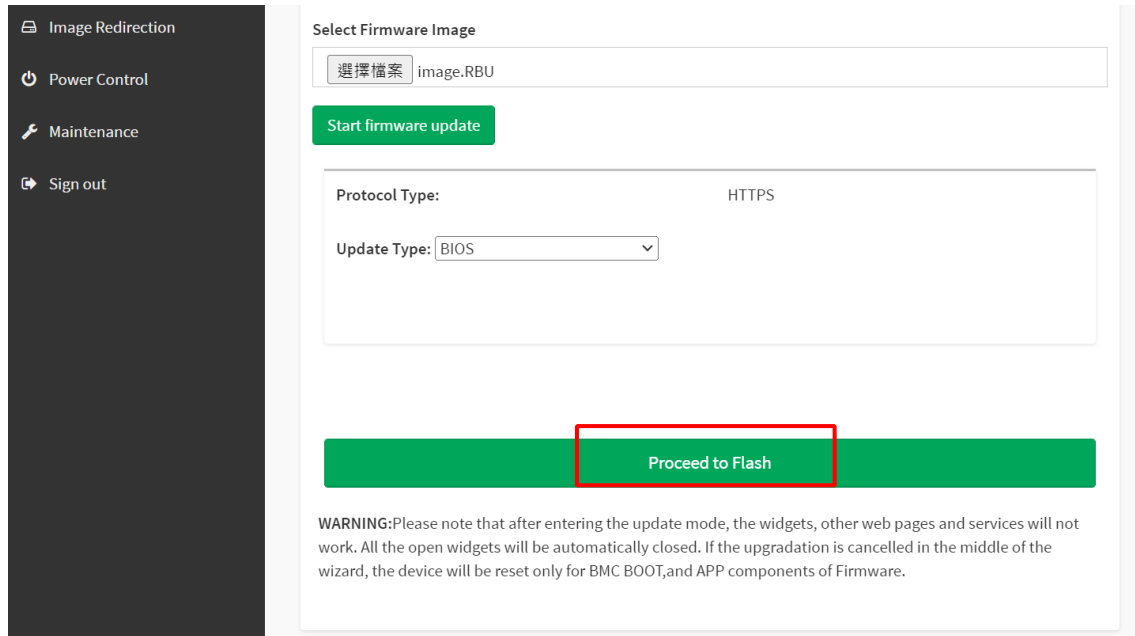 Image Redirection
Power Control
Maintenance
Sign out
Select Firmware Image
選擇檔案 image.RBU
Start firmware update
Protocol Type: HTTPS
Update Type: BIOS
Proceed to Flash
WARNING:Please note that after entering the update mode, the widgets, other web pages and services will not
work. All the open widgets will be automatically closed. If the upgradation is cancelled in the middle of the
wizard, the device will be reset only for BMC BOOT,and APP components of Firmware.